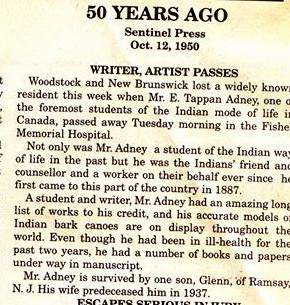 50 YEARS AGO
Sentinel Press
Oct. 12, 1950
WRITER, ARTIST PASSES
Woodstock and New Brunswick lost a widely known
resident this week when Mr. E. Tappan Adney, one o
the foremost students of the Indian mode of life i
Canada, passed away Tuesday morning in the Fishe
Memorial Hospital.
Not only was Mr. Adney a student of the Indian way
of life in the past but he was the Indians' friend and
counsellor and a worker on their behalf ever since he
first came to this part of the country in 1887.
A student and writer, Mr. Adney had an amazing long
list of works to his credit, and his accurate models o
Indian bark canoes are on display throughout the
world. Even though he had been in ill-health for the
past two years, he had a number of books and papers
under way in manuscript.
Mr. Adney is survived by one son, Glenn, of Ramsay,
N. J. His wife predeceased him in 1937.
ESCAPES SERIOUS INJURY